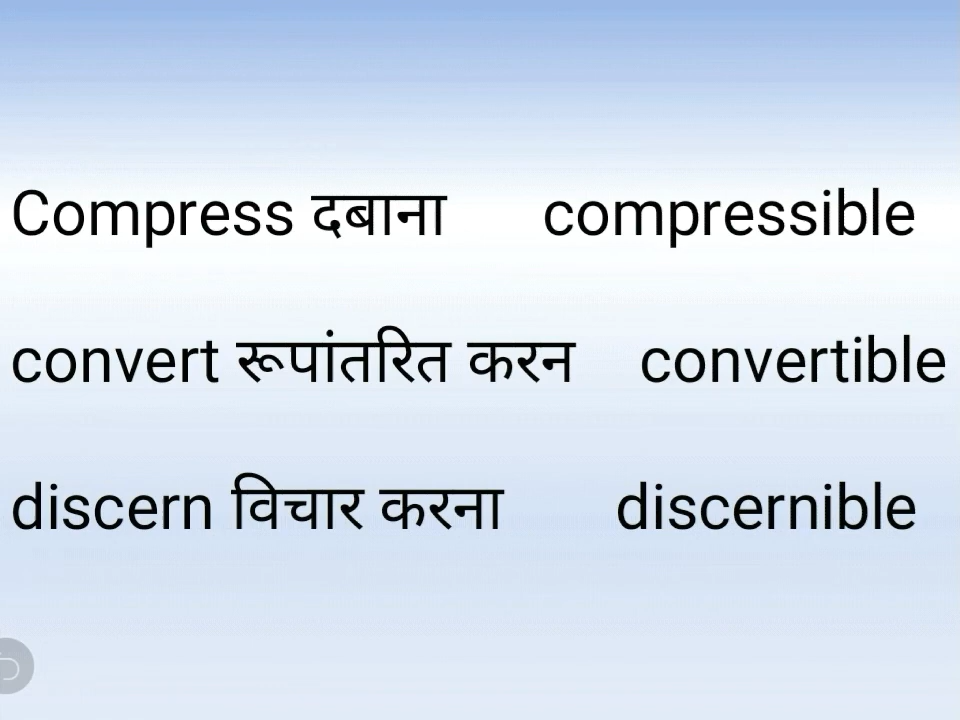 Compress दबाना compressible
convert रूपांतरित करन convertible
discern विचार करना discernible